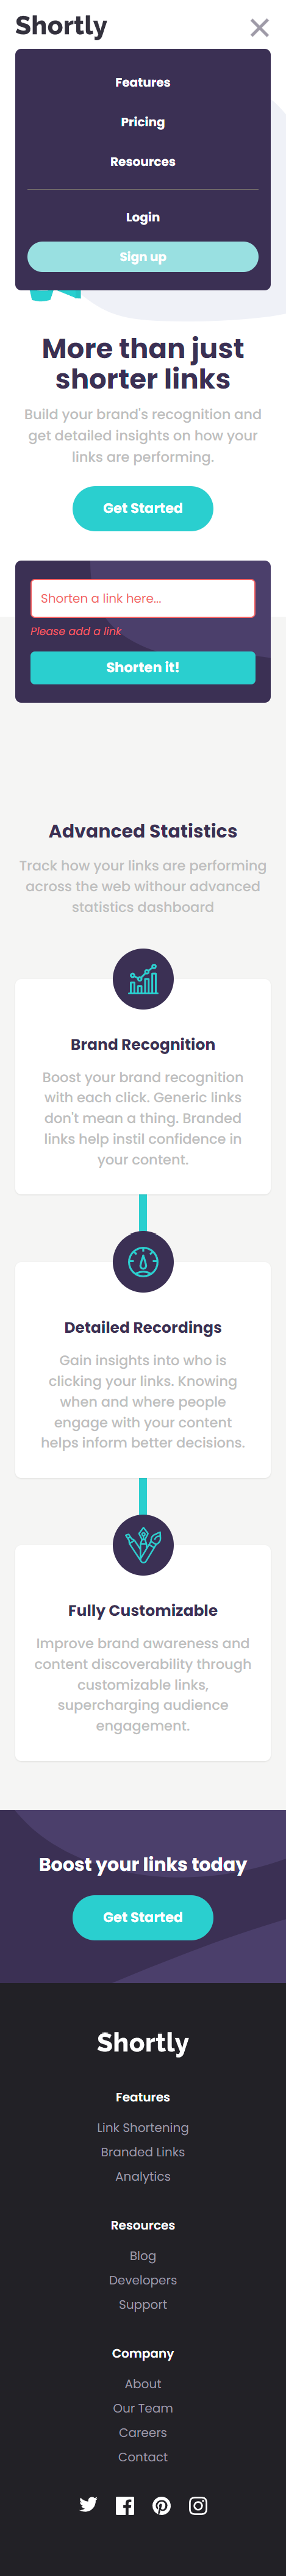 Shortly
Features
Pricing
Resources
Login
Sign up
More than just
shorter links
Build your brand's recognition and
get detailed insights on how your
links are performing.
Get Started
Shorten a link here...
Please add a link
Shorten it!
Advanced Statistics
Track how your links are performing
across the web withour advanced
statistics dashboard
Brand Recognition
Boost your brand recognition
with each click. Generic links
don't mean a thing. Branded
links help instil confidence in
your content.
Detailed Recordings
Gain insights into who is
clicking your links. Knowing
when and where people
engage with your content
helps inform better decisions.
Fully Customizable
Improve brand awareness and
content discoverability through
customizable links,
supercharging audience
engagement.
Boost your links today
Get Started
Shortly
Features
Link Shortening
Branded Links
Analytics
Resources
Blog
Developers
Support
Company
About
Our Team
Careers
Contact